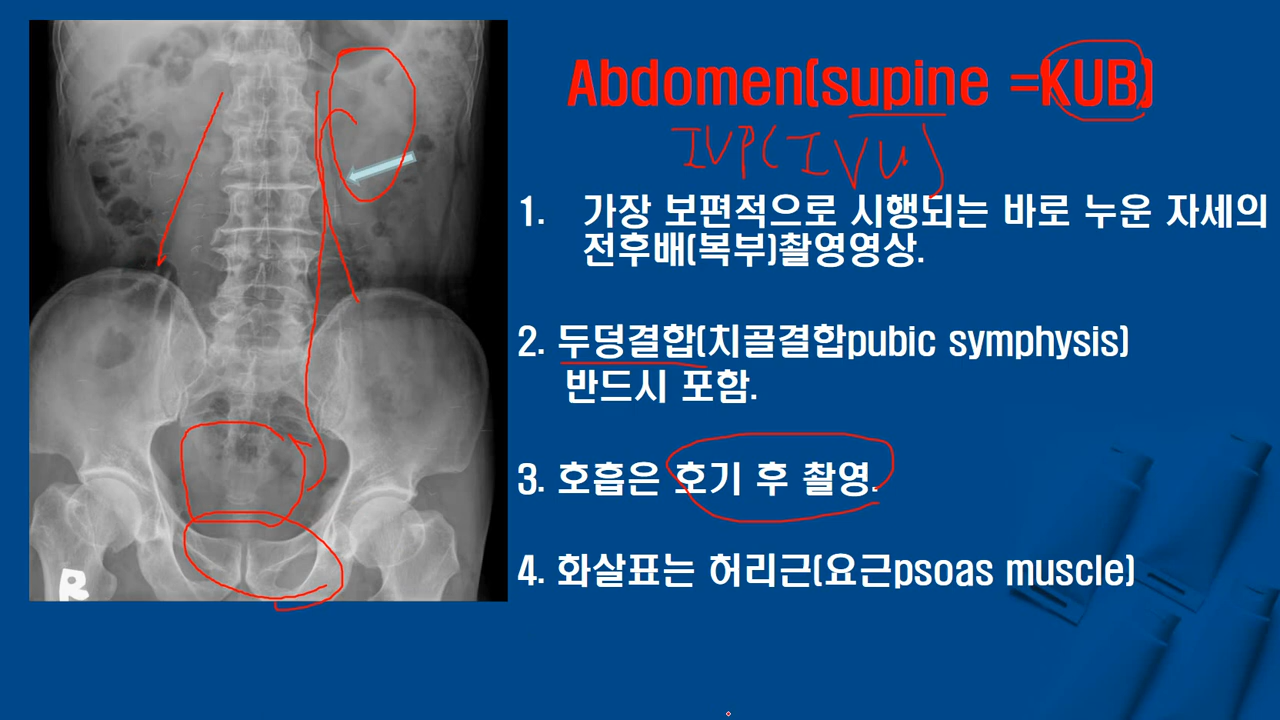 Abdomen(supine =KUB)
IVP(IVU)
1. 가장 보편적으로 시행되는 바로 누운 자세의
전후배(복부)촬영영상.
2. 두덩결합(치골결합pubic symphysis)
반드시 포함.
3. 호흡은 호기 후 촬영.
4. 화살표는 허리근(요근psoas muscle)
R